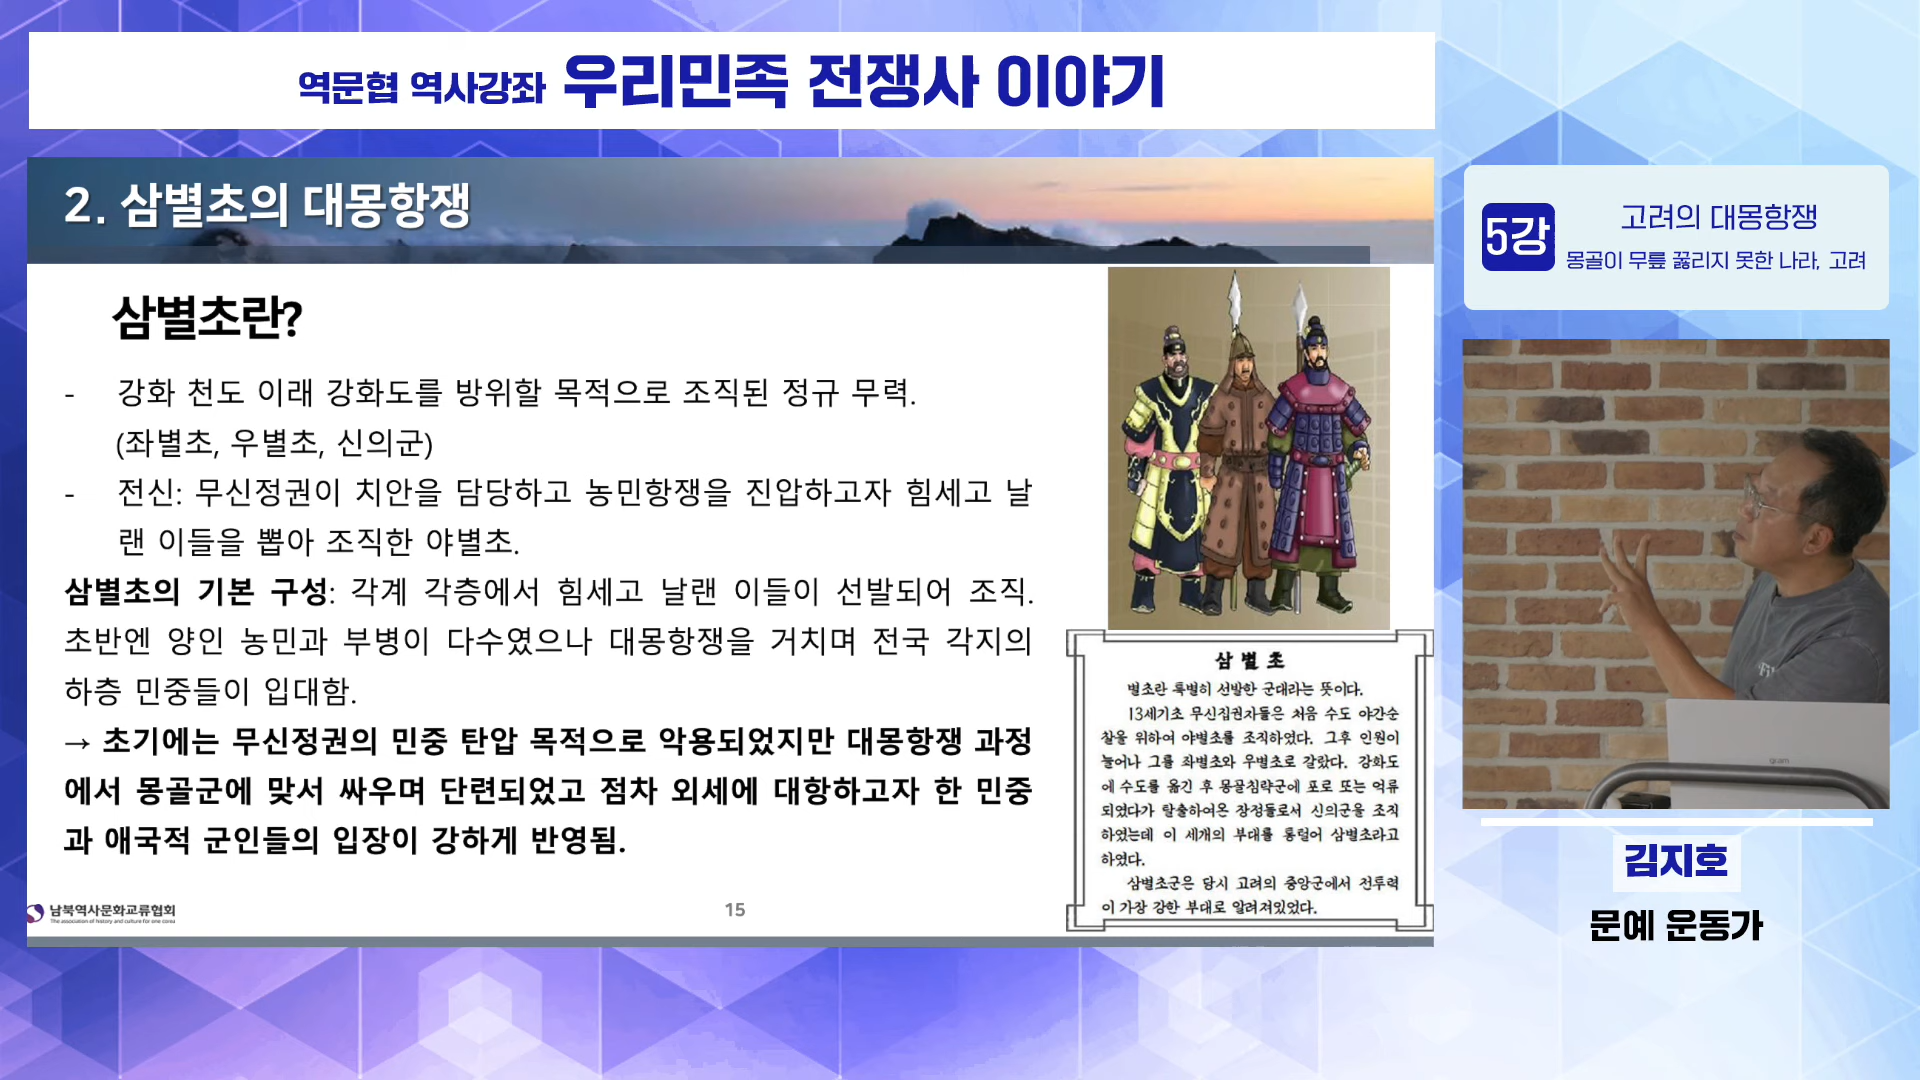 역문협 역사강좌 우리민족 전쟁사 이야기
2. 삼별초의 대몽항쟁
삼별초란?
- 강화 천도 이래 강화도를 방위할 목적으로 조직된 정규 무력.
(좌별초, 우별초, 신의군)
- 전신: 무신정권이 치안을 담당하고 농민항쟁을 진압하고자 힘세고 날
랜 이들을 뽑아 조직한 야별초.
삼별초의 기본 구성: 각계 각층에서 힘세고 날랜 이들이 선발되어 조직.
초반엔 양인 농민과 부병이 다수였으나 대몽항쟁을 거치며 전국 각지의
하층 민중들이 입대함.
→ 초기에는 무신정권의 민중 탄압 목적으로 악용되었지만 대몽항쟁 과정
에서 몽골군에 맞서 싸우며 단련되었고 점차 외세에 대항하고자 한 민중
과 애국적 군인들의 입장이 강하게 반영됨.
삼별초
별초란 특별히 선발한 군대라는 뜻이다.
13세기초 무신집권자들은 처음 수도 야간순
찰을 위하여 야별초를 조직하였다. 그후 인원이
늘어나 그를 좌별초와 우별초로 갈랐다. 강화도
에 수도를 옮긴 후 몽골침략군에 포로 또는 억류
되였다가 탈출하여온 장정들로서 신의군을 조직
하였는데 이 세개의 부대를 통털어 삼별초라고
하였다.
삼별초군은 당시 고려의 중앙군에서 전투력
이 가장 강한 부대로 알려져있었다.
남북역사문화교류협회
The association of history and culture for one corea
15
5강
고려의 대몽항쟁
몽골이 무릎 꿇리지 못한 나라, 고려
gram
김지호
문예 운동가